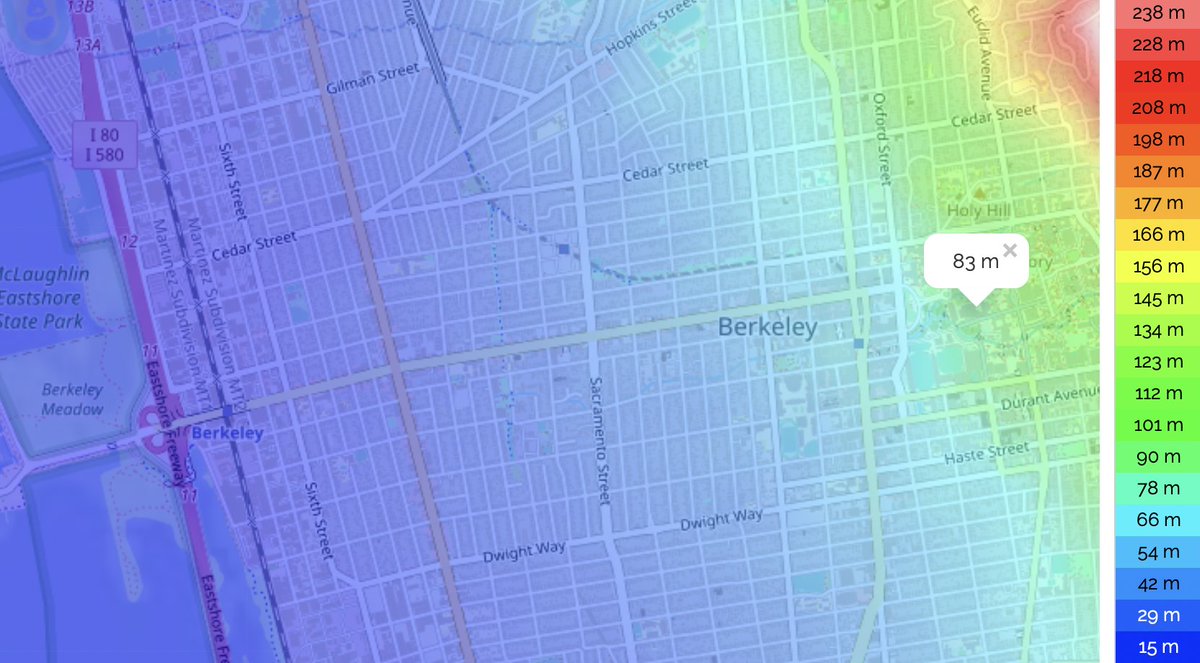 13B
13A
Hopkins Street
Euclid Avenue
Gilman Street
Oxford Street
Cedar Street
I 80
I 580
Sixth Street
Cedar Street
Holy Hill
12
Cedar Street
Martinez Subdivision MT1
Martinez Subdivision MT2
83 m ×
McLaughlin
Eastshore
State Park
Berkeley
11
Berkeley
Meadow
Eastshore Freeway
Sacramento Street
Durant Avenue
Berkeley
Haste Street
11
Sixth Street
Dwight Way
Dwight Way
Eastshore Fre
238 m
228 m
218 m
208 m
198 m
187 m
177 m
166 m
156 m
145 m
134 m
123 m
112 m
101 m
90 m
78 m
66 m
54 m
42 m
29 m
15 m